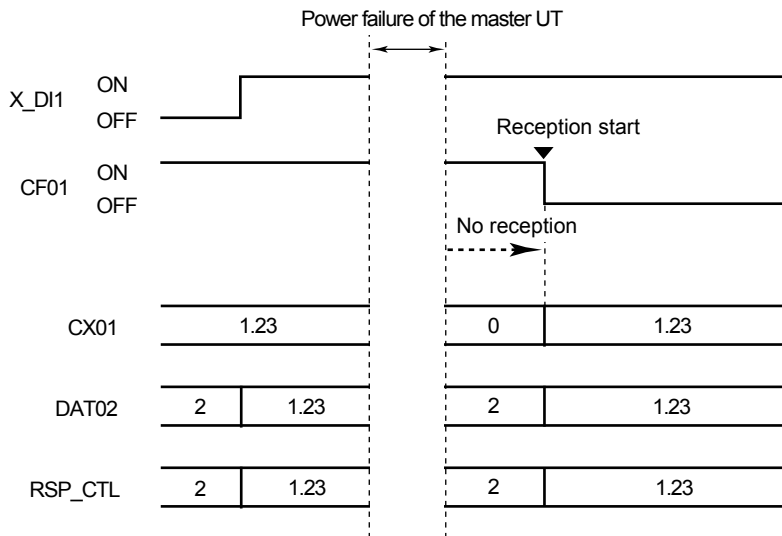 Power failure of the master UT
X_DI1
ON
OFF
Reception start
CF01
ON
OFF
No reception
CX01
1.23
0
1.23
DAT02
2
1.23
2
1.23
RSP_CTL
2
1.23
2
1.23